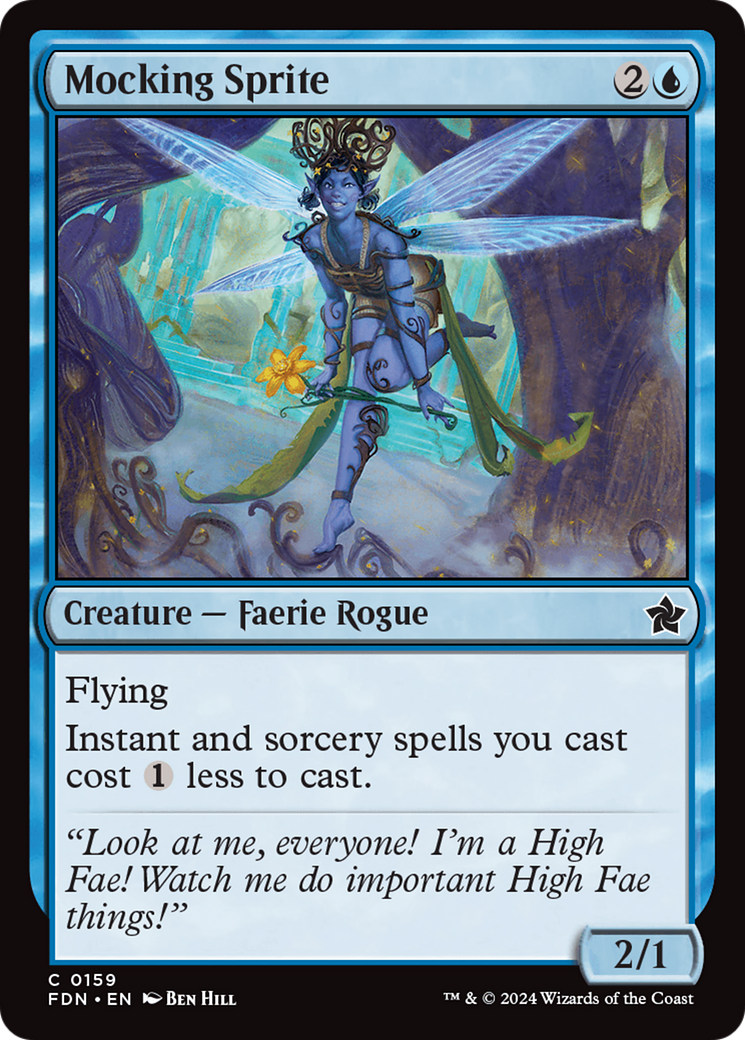 Mocking Sprite 2
Creature — Faerie Rogue
Flying
Instant and sorcery spells you cast
cost 1 less to cast.
“Look at me, everyone! I’m a High
Fae! Watch me do important High Fae
things!”
2/1
C 0159
FDN • EN Ben Hill
™ & © 2024 Wizards of the Coast